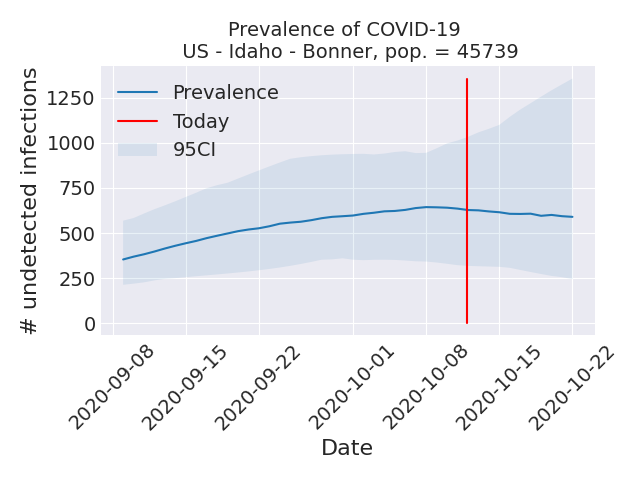 Prevalence of COVID-19
US - Idaho - Bonner, pop. = 45739
# undetected infections
1250
1000
750
500
250
0
Prevalence
Today
95CI
2020-09-08
2020-09-15
2020-09-22
2020-10-01
2020-10-08
2020-10-15
2020-10-22
Date